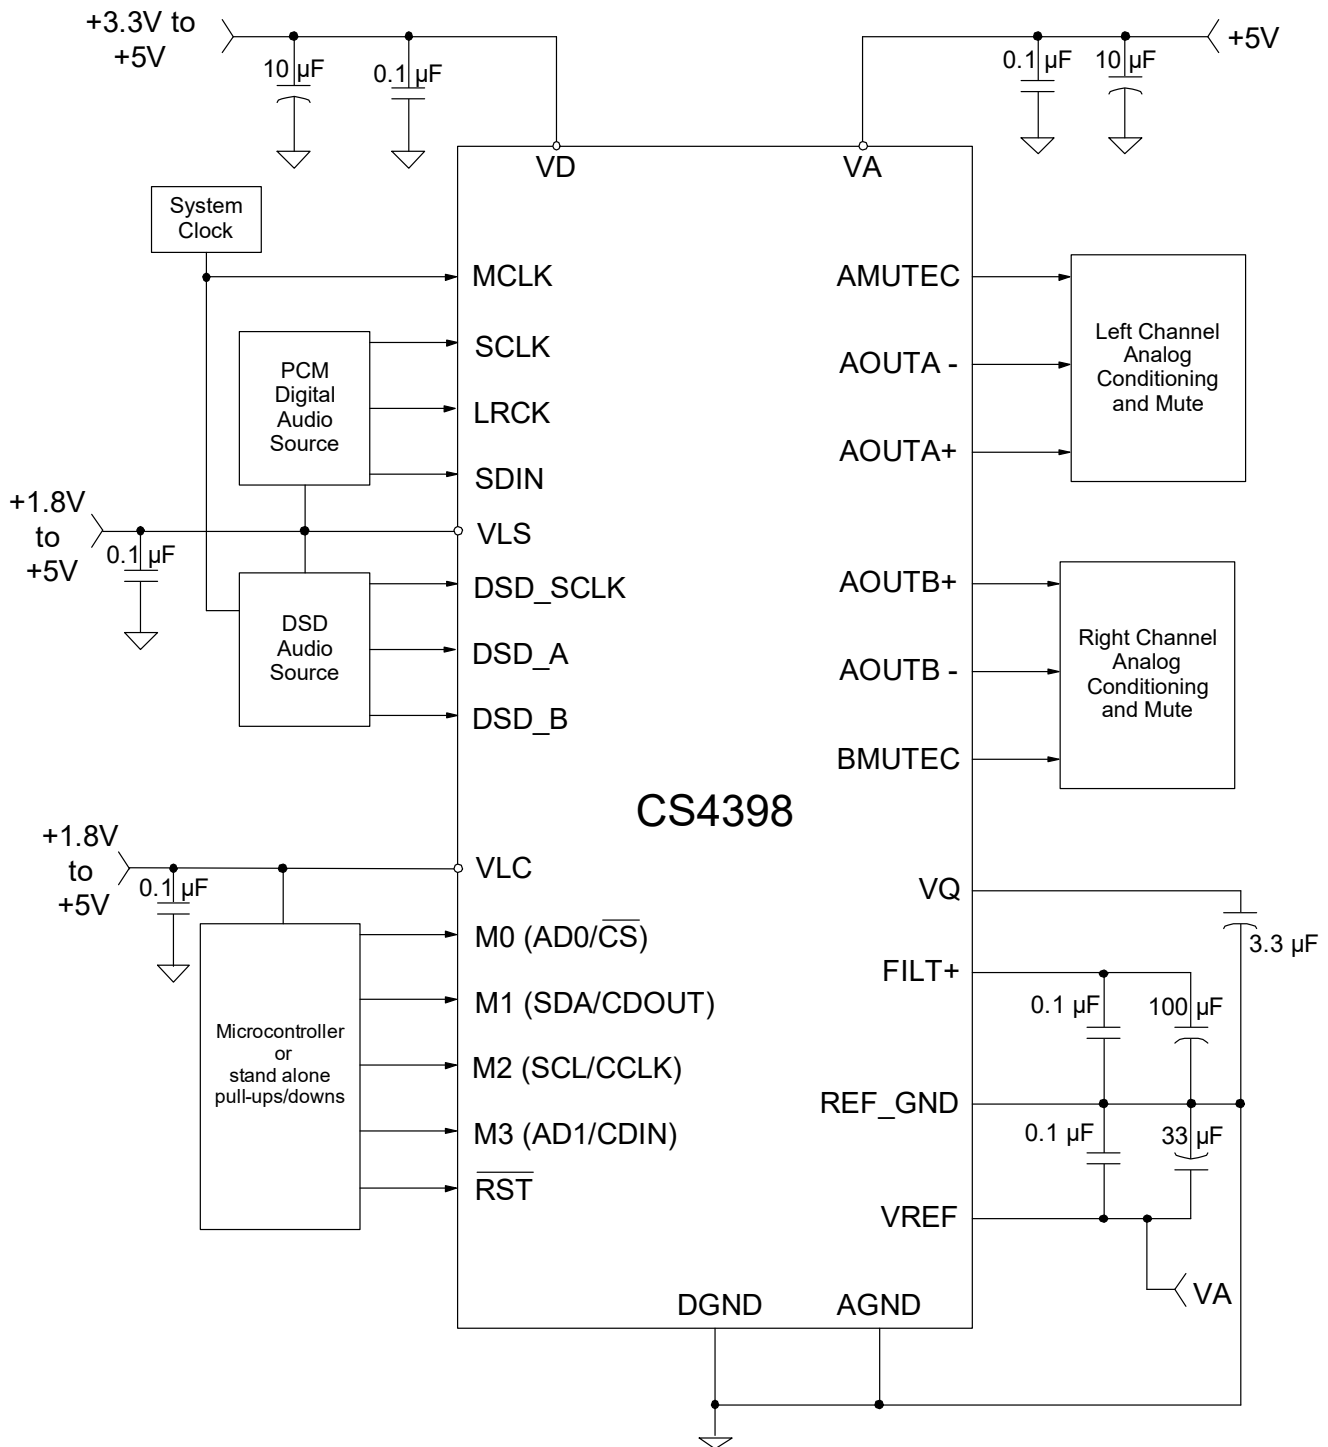 +3.3V to
+5V
10 µF
0.1 µF
0.1 µF
10 µF
+5V
VD
VA
System
Clock
MCLK
SCLK
LRCK
SDIN
PCM
Digital
Audio
Source
+1.8V
to
+5V
0.1 µF
VLS
DSD_SCLK
DSD_A
DSD_B
DSD
Audio
Source
AMUTEC
AOUTA -
AOUTA+
Left Channel
Analog
Conditioning
and Mute
AOUTB+
AOUTB -
BMUTEC
Right Channel
Analog
Conditioning
and Mute
CS4398
+1.8V
to
+5V
0.1 µF
VLC
M0 (AD0/C̅S̅)
M1 (SDA/CDOUT)
M2 (SCL/CCLK)
M3 (AD1/CDIN)
R̅S̅T̅
Microcontroller
or
stand alone
pull-ups/downs
VQ
3.3 µF
FILT+
0.1 µF
100 µF
REF_GND
0.1 µF
33 µF
VREF
VA
DGND
AGND